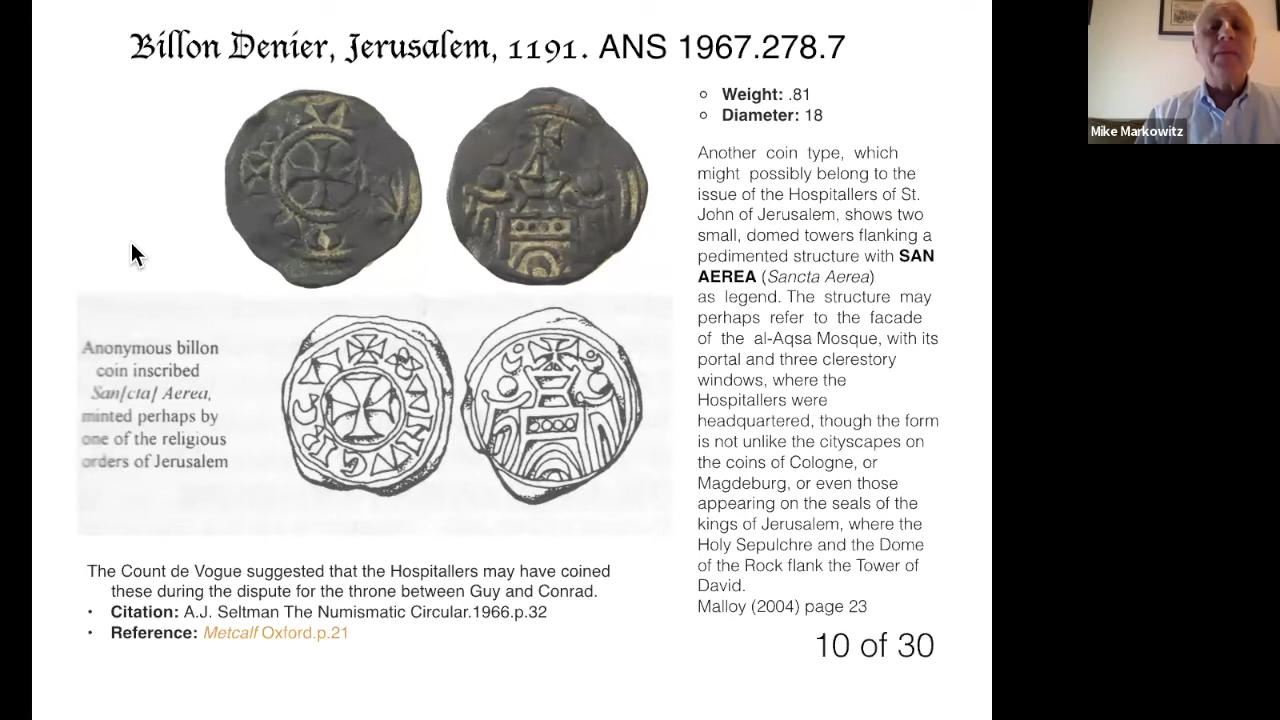 Billon Denier, Jerusalem, 1191. ANS 1967.278.7
Mike Markowitz
◦ Weight: .81
◦ Diameter: 18
Another coin type, which
might possibly belong to the
issue of the Hospitallers of St.
John of Jerusalem, shows two
small, domed towers flanking a
pedimented structure with SAN
AEREA (Sancta Aerea)
as legend. The structure may
perhaps refer to the facade
of the al-Aqsa Mosque, with its
portal and three clerestory
windows, where the
Hospitallers were
headquartered, though the form
is not unlike the cityscapes on
the coins of Cologne, or
Magdeburg, or even those
appearing on the seals of the
kings of Jerusalem, where the
Holy Sepulchre and the Dome
of the Rock flank the Tower of
David.
Malloy (2004) page 23
Anonymous billon
coin inscribed
San[cta] Aerea,
minted perhaps by
one of the religious
orders of Jerusalem
The Count de Vogue suggested that the Hospitallers may have coined
these during the dispute for the throne between Guy and Conrad.
• Citation: A.J. Seltman The Numismatic Circular.1966.p.32
• Reference: Metcalf Oxford.p.21
10 of 30